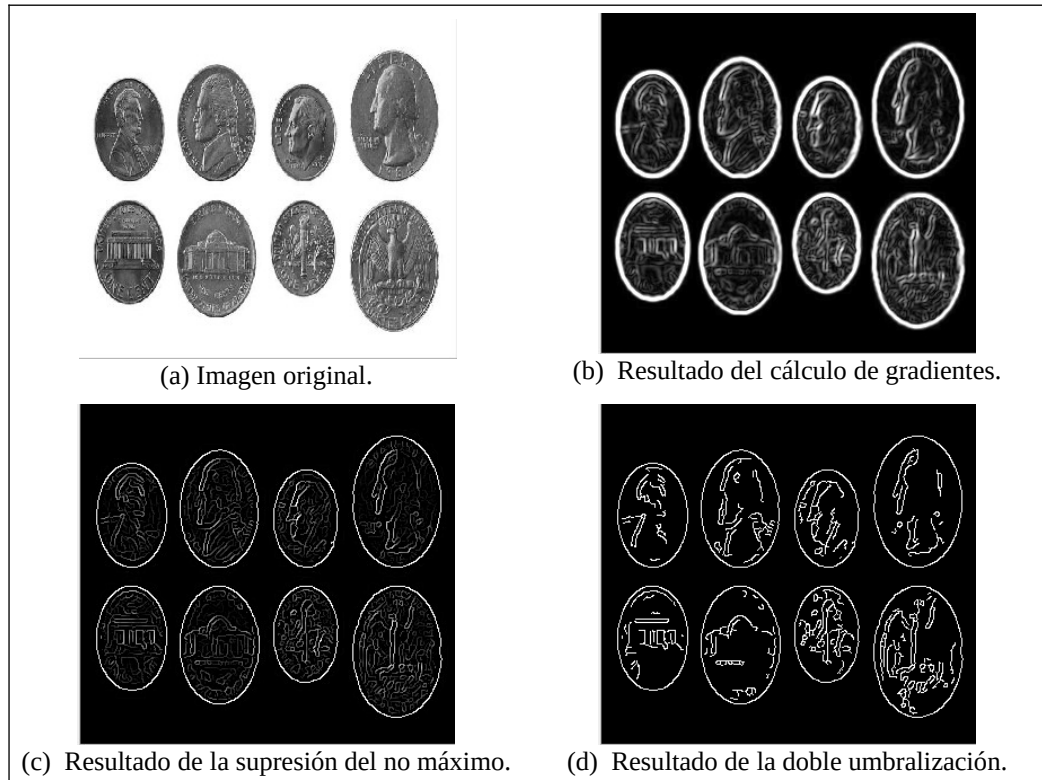 (a) Imagen original.
(b) Resultado del cálculo de gradientes.
(c) Resultado de la supresión del no máximo.
(d) Resultado de la doble umbralización.